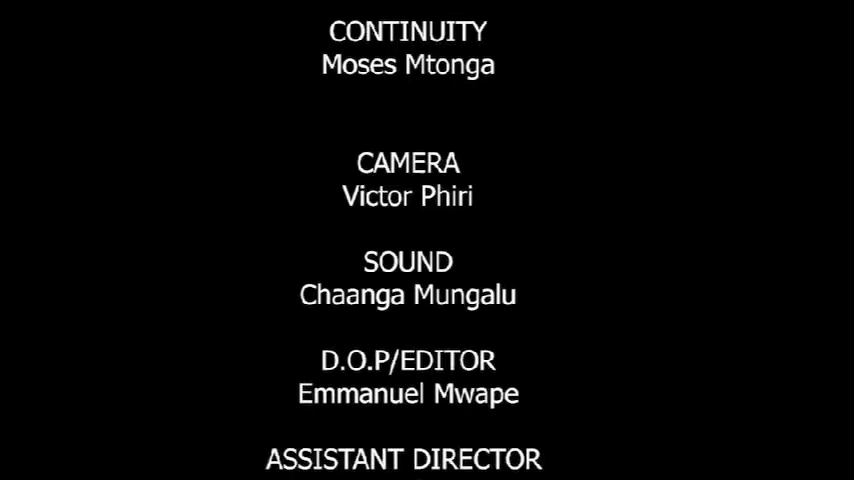 CONTINUITY
Moses Mtonga
CAMERA
Victor Phiri
SOUND
Chaanga Mungalu
D.O.P/EDITOR
Emmanuel Mwape
ASSISTANT DIRECTOR